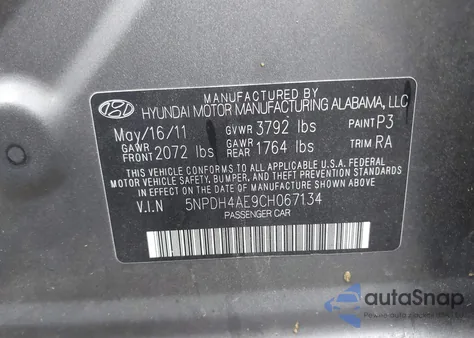 MANUFACTURED BY
HYUNDAI MOTOR MANUFACTURING ALABAMA, LLC
May/16/11 GVWR 3792 lbs PAINT P3
GAWR FRONT 2072 lbs GAWR REAR 1764 lbs TRIM RA
THIS VEHICLE CONFORMS TO ALL APPLICABLE U.S.A. FEDERAL
MOTOR VEHICLE SAFETY, BUMPER, AND THEFT PREVENTION STANDARDS
IN EFFECT ON THE DATE OF MANUFACTURE SHOWN ABOVE.
V.I.N 5NPDH4AE9CH067134
PASSENGER CAR
autoSnap